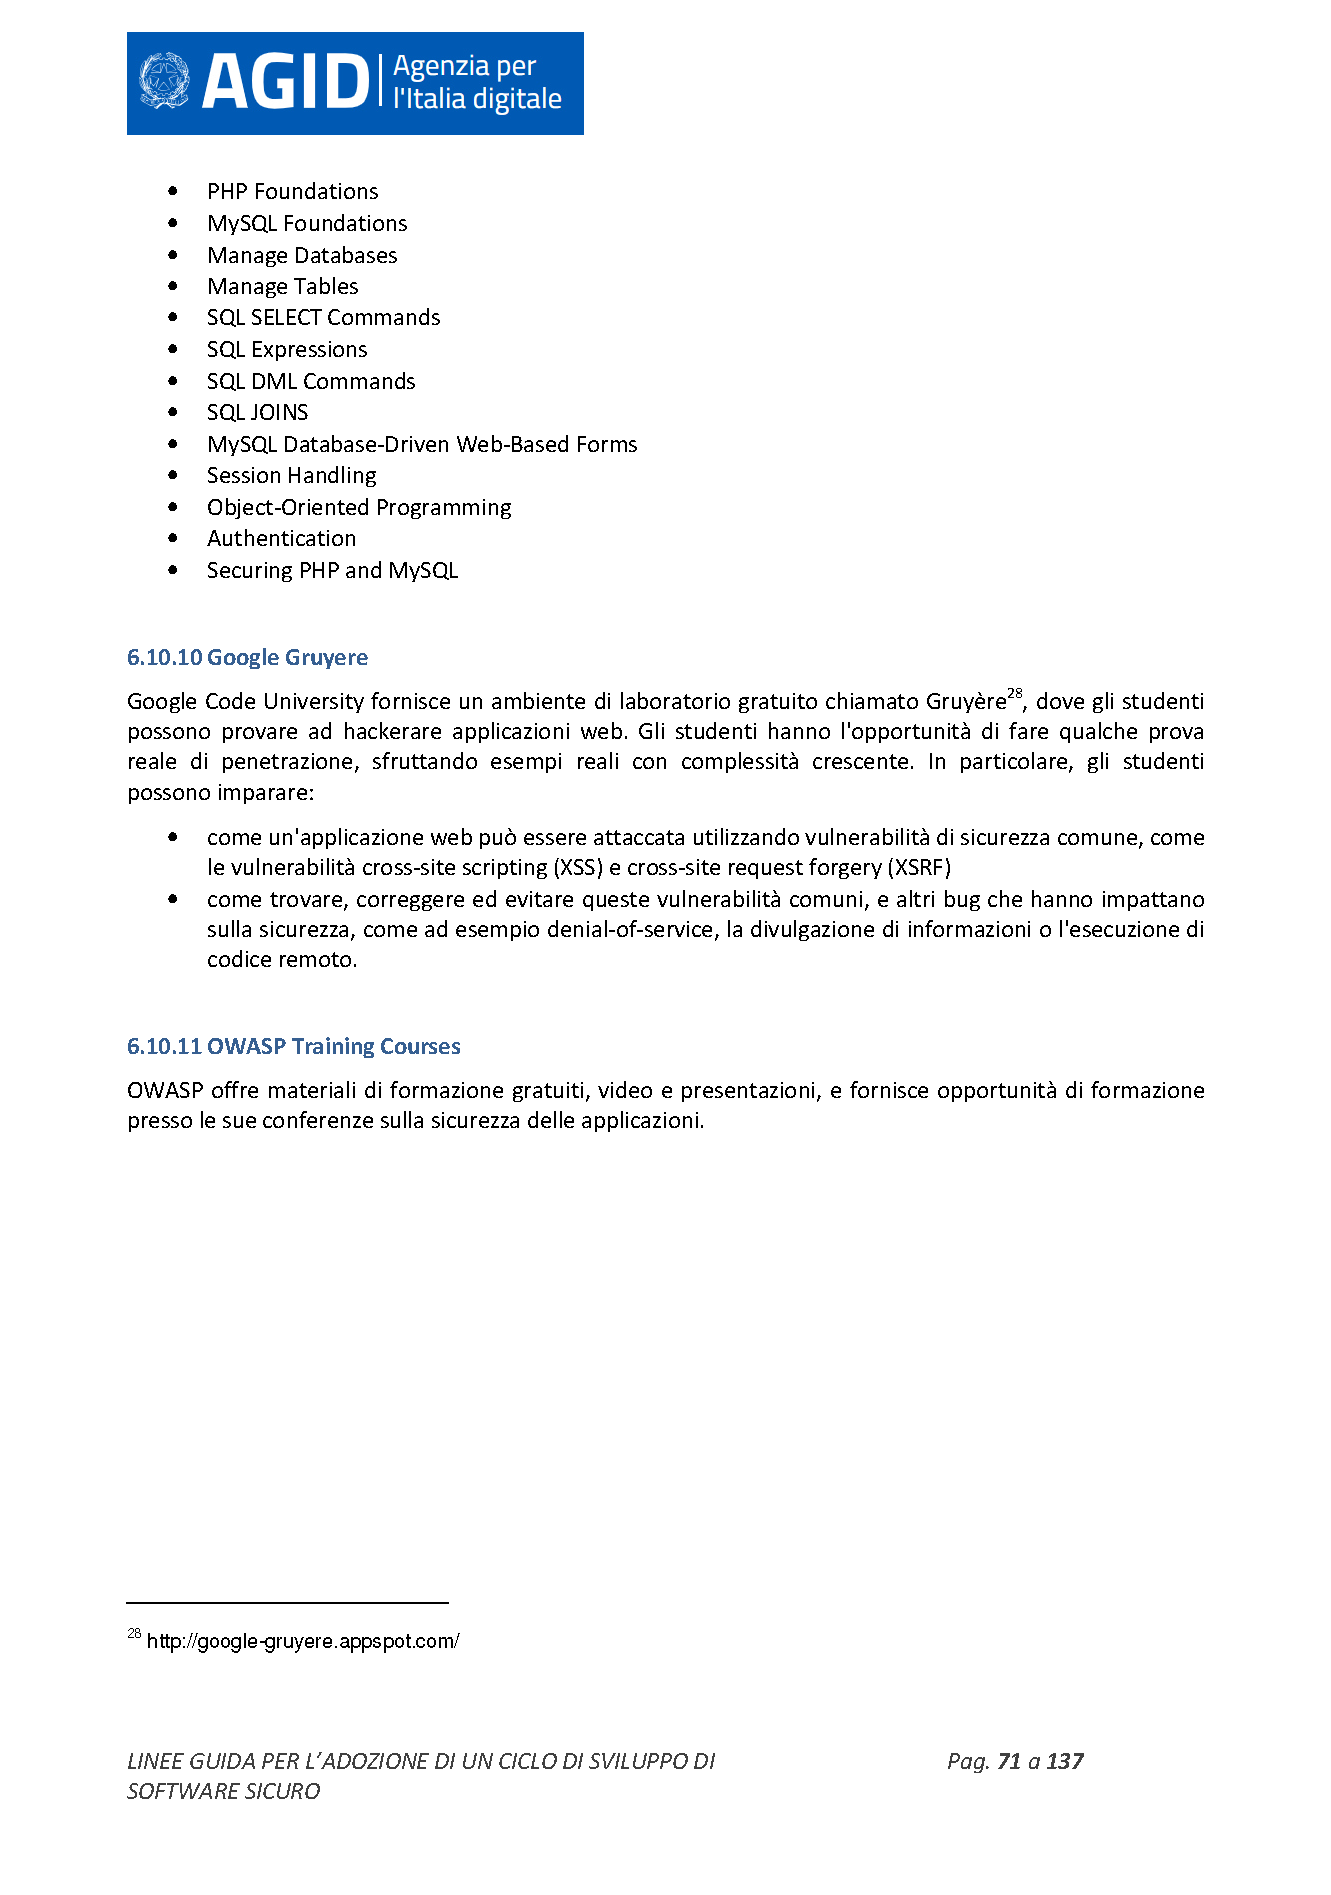 AGID Agenzia per
l'Italia digitale
• PHP Foundations
• MySQL Foundations
• Manage Databases
• Manage Tables
• SQL SELECT Commands
• SQL Expressions
• SQL DML Commands
• SQL JOINS
• MySQL Database-Driven Web-Based Forms
• Session Handling
• Object-Oriented Programming
• Authentication
• Securing PHP and MySQL
6.10.10 Google Gruyere
Google Code University fornisce un ambiente di laboratorio gratuito chiamato Gruyère28, dove gli studenti
possono provare ad hackerare applicazioni web. Gli studenti hanno l'opportunità di fare qualche prova
reale di penetrazione, sfruttando esempi reali con complessità crescente. In particolare, gli studenti
possono imparare:
• come un'applicazione web può essere attaccata utilizzando vulnerabilità di sicurezza comune, come
le vulnerabilità cross-site scripting (XSS) e cross-site request forgery (XSRF)
• come trovare, correggere ed evitare queste vulnerabilità comuni, e altri bug che hanno impattano
sulla sicurezza, come ad esempio denial-of-service, la divulgazione di informazioni o l'esecuzione di
codice remoto.
6.10.11 OWASP Training Courses
OWASP offre materiali di formazione gratuiti, video e presentazioni, e fornisce opportunità di formazione
presso le sue conferenze sulla sicurezza delle applicazioni.
28 http://google-gruyere.appspot.com/
LINEE GUIDA PER L’ADOZIONE DI UN CICLO DI SVILUPPO DI
SOFTWARE SICURO
Pag. 71 a 137